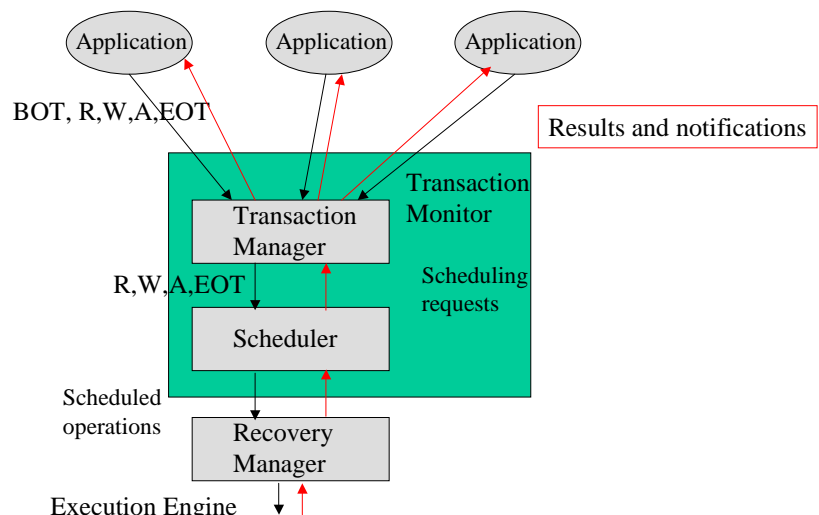 Application
Application
Application
BOT, R,W,A,EOT
Results and notifications
Transaction
Monitor
Transaction
Manager
Scheduling
requests
R,W,A,EOT
Scheduler
Scheduled
operations
Recovery
Manager
Execution Engine